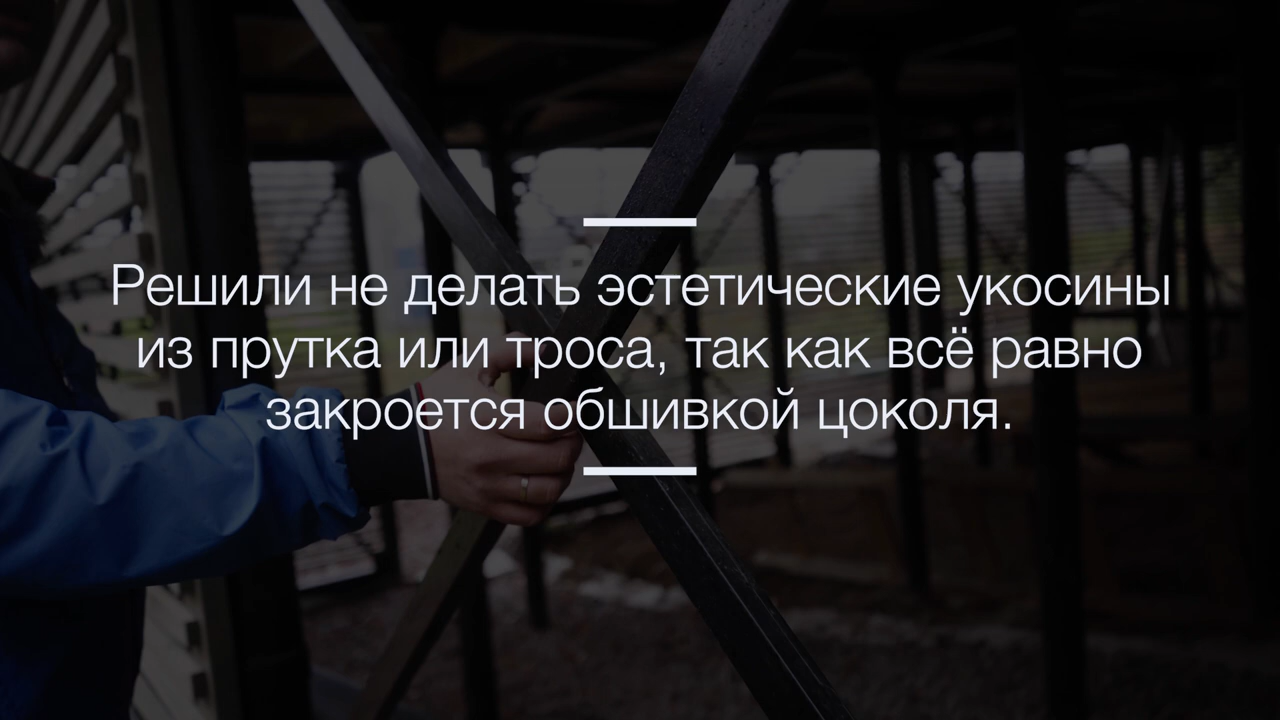 Решили не делать эстетические укосины
из прутка или троса, так как всё равно
закроется обшивкой цоколя.